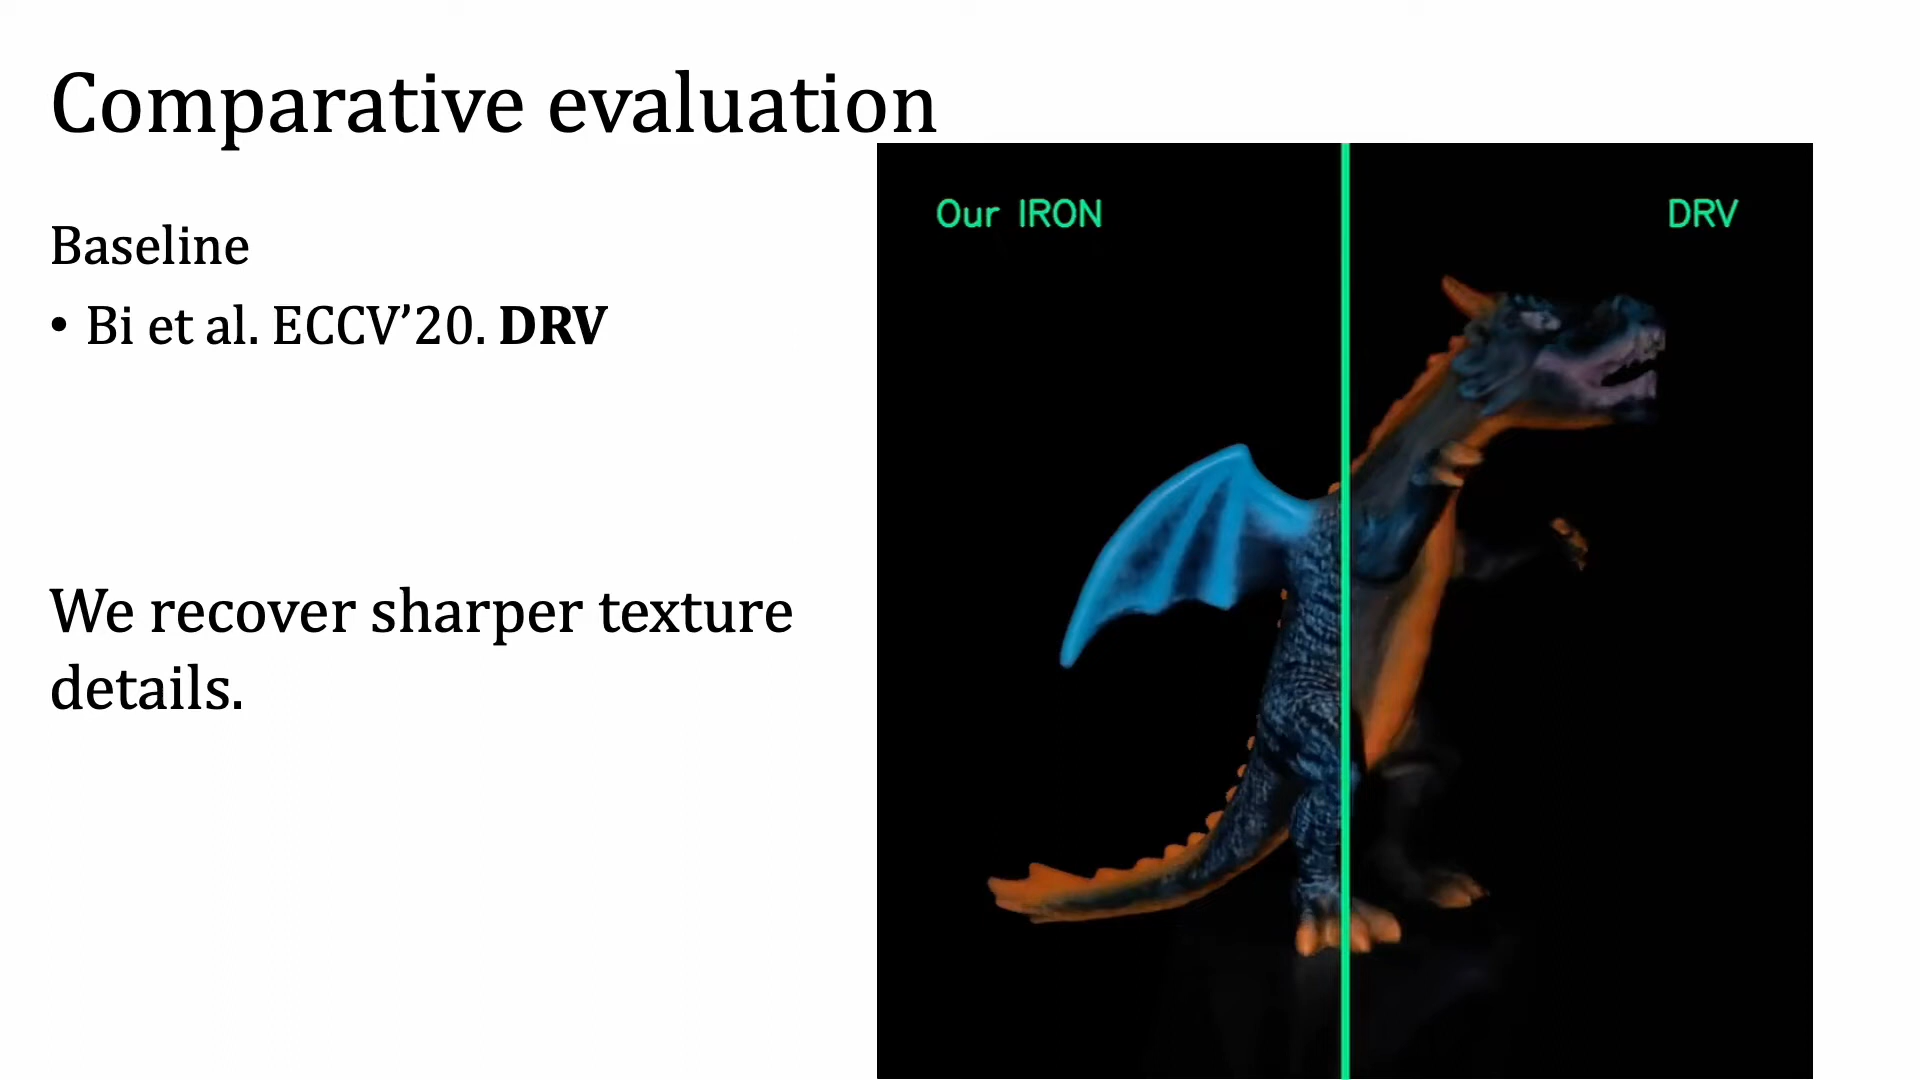 Comparative evaluation
Baseline
• Bi et al. ECCV’20. DRV
We recover sharper texture
details.
Our IRON
DRV